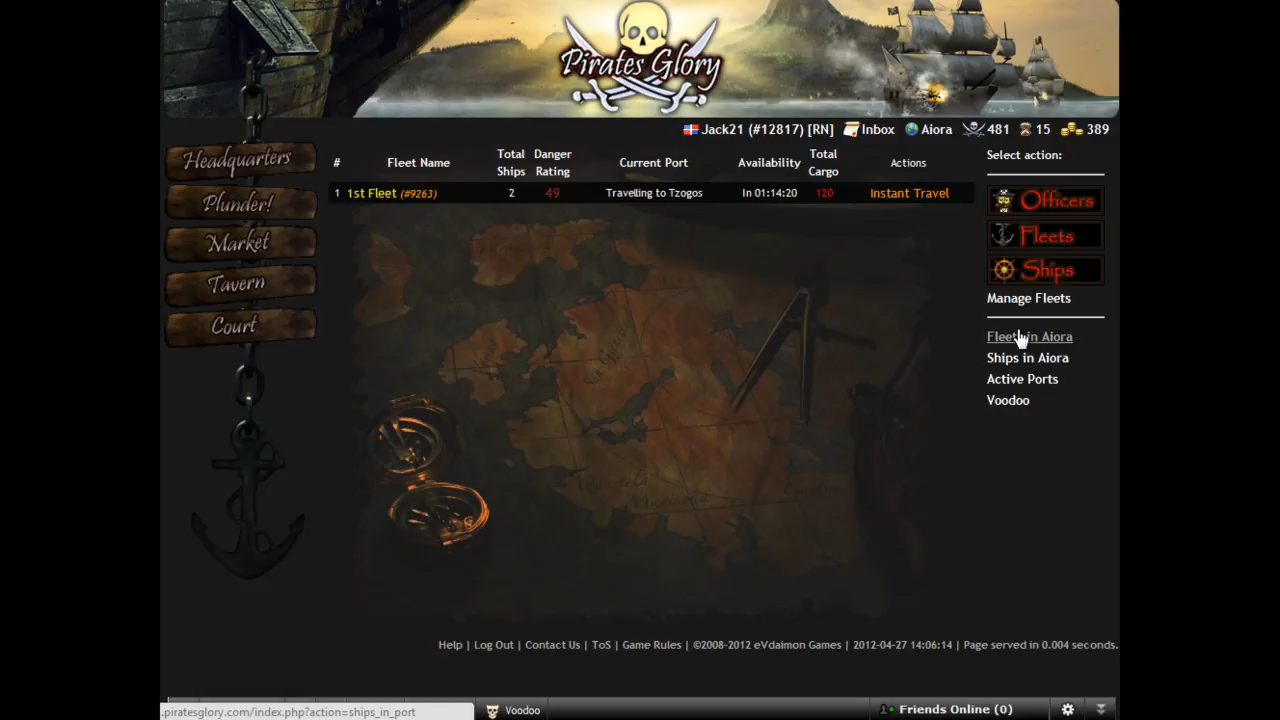 Pirates Glory
Jack21 (#12817) [RN] Inbox Aiora 481 15 389
Headquarters
Plunder!
Market
Tavern
Court
# Fleet Name Total Ships Danger Rating Current Port Availability Total Cargo Actions
1 1st Fleet (#9263) 2 49 Travelling to Tzogos In 01:14:20 120 Instant Travel
Select action:
Officers
Fleets
Ships
Manage Fleets
Fleets in Aiora
Ships in Aiora
Active Ports
Voodoo
Help | Log Out | Contact Us | ToS | Game Rules | ©2008-2012 eVdaimon Games | 2012-04-27 14:06:14 | Page served in 0.004 seconds.
.piratesglory.com/index.php?action=ships_in_port
Voodoo
Friends Online (0)